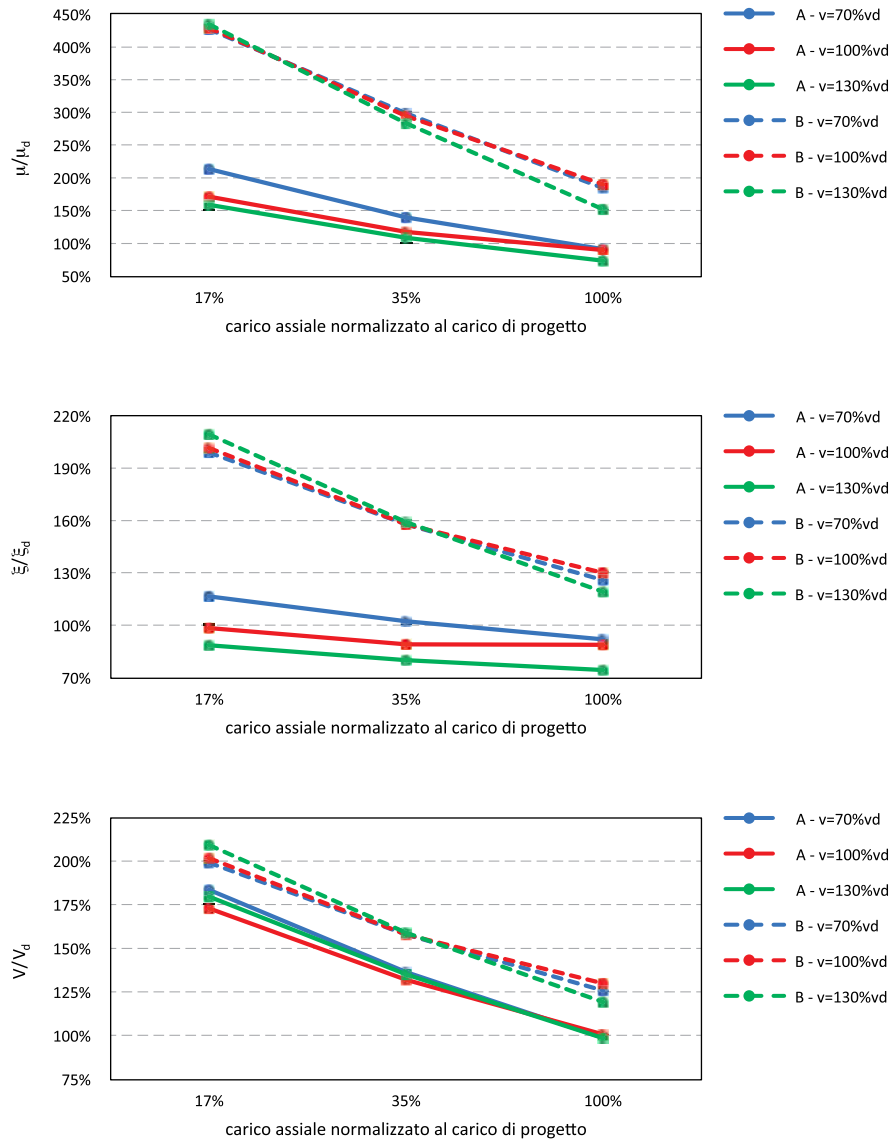 450%
400%
350%
300%
250%
200%
150%
100%
50%
μ/μd
17%
35%
100%
carico assiale normalizzato al carico di progetto
A - v=70%vd
A - v=100%vd
A - v=130%vd
B - v=70%vd
B - v=100%vd
B - v=130%vd
220%
190%
160%
130%
100%
70%
ξ/ξd
17%
35%
100%
carico assiale normalizzato al carico di progetto
A - v=70%vd
A - v=100%vd
A - v=130%vd
B - v=70%vd
B - v=100%vd
B - v=130%vd
225%
200%
175%
150%
125%
100%
75%
V/Vd
17%
35%
100%
carico assiale normalizzato al carico di progetto
A - v=70%vd
A - v=100%vd
A - v=130%vd
B - v=70%vd
B - v=100%vd
B - v=130%vd